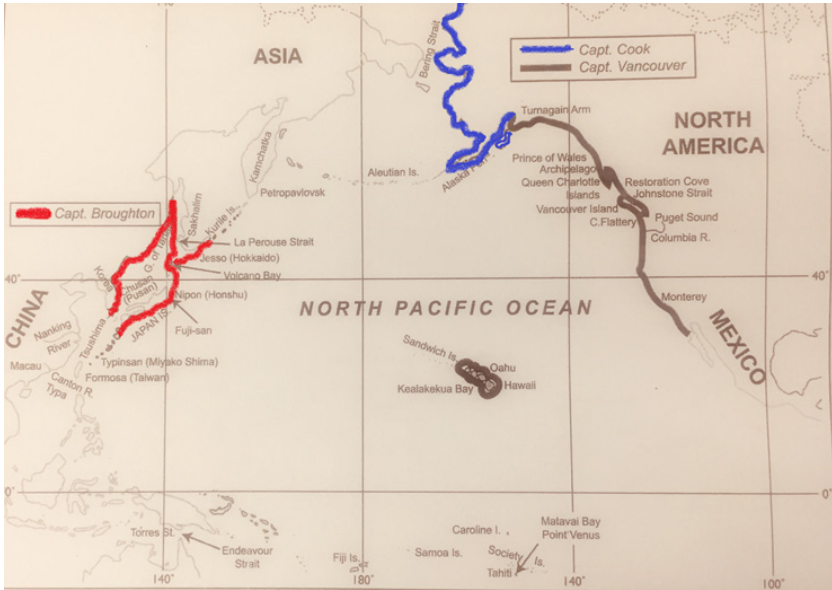 ASIA
Bering Strait
Capt. Cook
Capt. Vancouver
Turnagain Arm
NORTH
AMERICA
Kamchatka
Aleutian Is.
Petropavlovsk
Prince of Wales
Archipelago
Queen Charlotte
Islands
Restoration Cove
Johnstone Strait
Vancouver Island
C.Flattery
Puget Sound
Columbia R.
Capt. Broughton
Sakhalim
Kurile Is.
La Perouse Strait
Jesso (Hokkaido)
Volcano Bay
Korea
Chusan
(Pusan)
40°
40°
Nipon (Honshu)
NORTH PACIFIC OCEAN
Monterey
CHINA
JAPAN IS.
Fuji-san
MEXICO
Nanking
River
Tsushima
Sandwich Is.
Typinsan (Miyako Shima)
Macau
Formosa (Taiwan)
Oahu
Hawaii
Kealakekua Bay
Canton R.
Typa
0°
0°
Matavai Bay
Point Venus
Caroline I.
Torres St.
Endeavour
Strait
Fiji Is.
Samoa Is.
Society
Is.
Tahiti
140°
180°
140°
100°